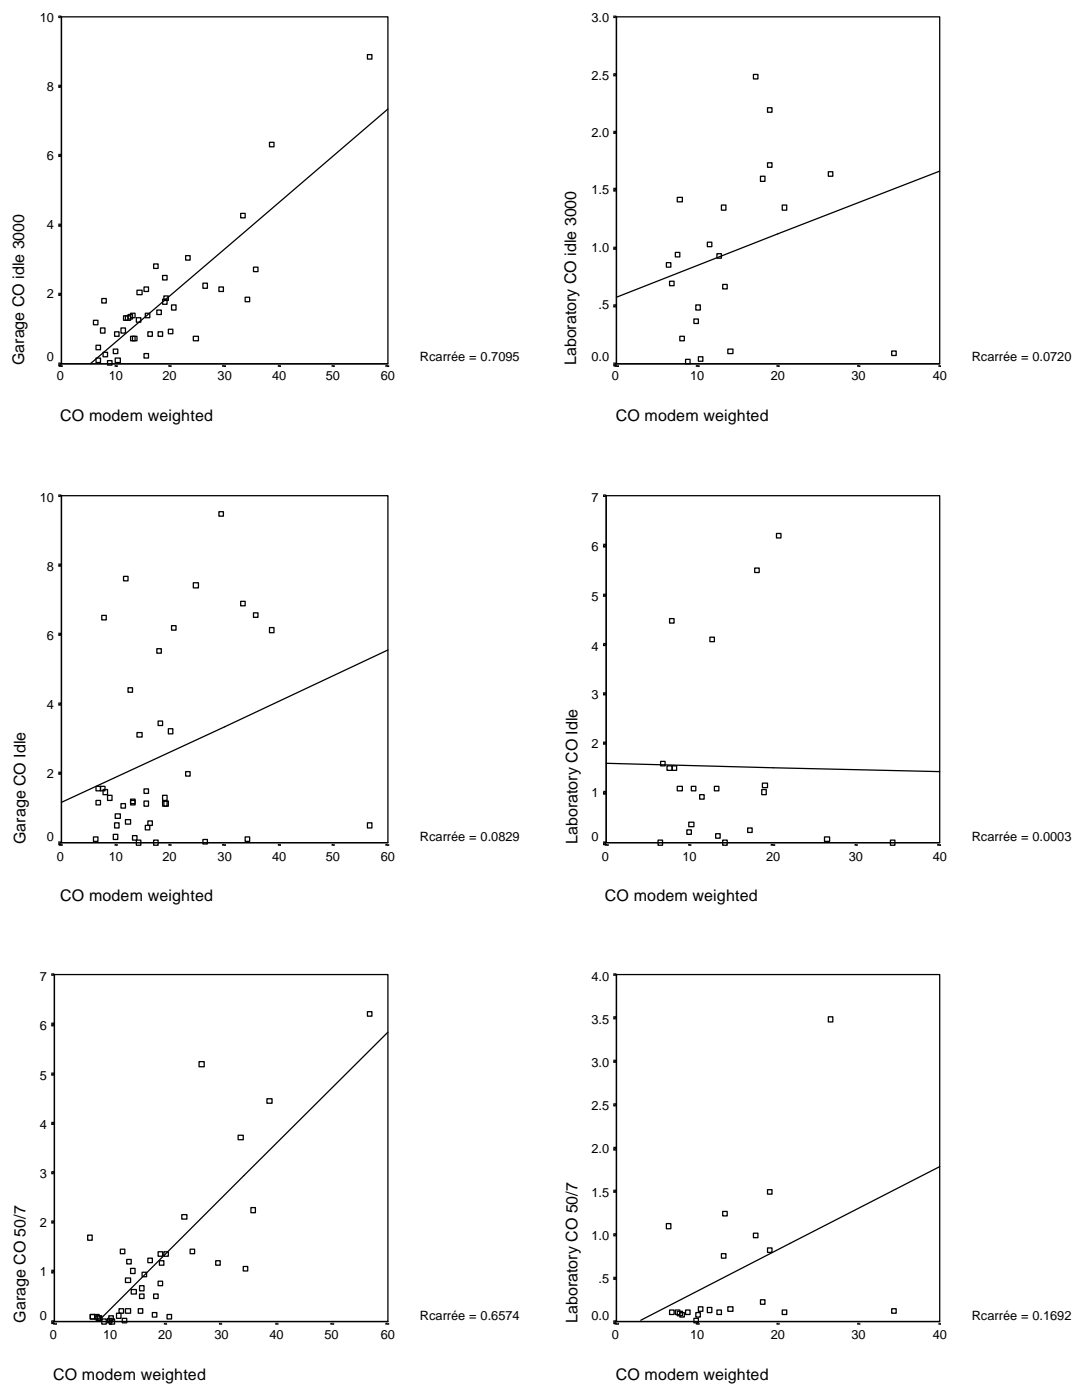 10
8
6
4
2
0
Garage CO idle 3000
0 10 20 30 40 50 60
CO modem weighted
Rcarrée = 0.7095
3.0
2.5
2.0
1.5
1.0
.5
0.0
Laboratory CO idle 3000
0 10 20 30 40
CO modem weighted
Rcarrée = 0.0720
10
8
6
4
2
0
Garage CO Idle
0 10 20 30 40 50 60
CO modem weighted
Rcarrée = 0.0829
7
6
5
4
3
2
1
0
Laboratory CO Idle
0 10 20 30 40
CO modem weighted
Rcarrée = 0.0003
7
6
5
4
3
2
1
0
Garage CO 50/7
0 10 20 30 40 50 60
CO modem weighted
Rcarrée = 0.6574
4.0
3.5
3.0
2.5
2.0
1.5
1.0
.5
0.0
Laboratory CO 50/7
0 10 20 30 40
CO modem weighted
Rcarrée = 0.1692